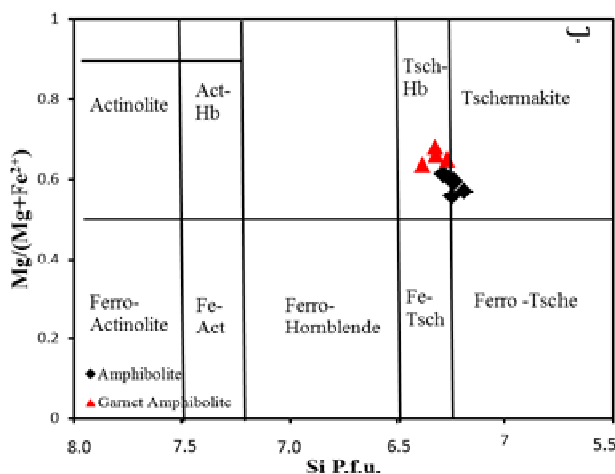 1
Tsch-
Hb
Act-
Hb
Actinolite
Tschermakite
0.8
0.6
0.4
0.2
0
Mg/(Mg+Fe²⁺)
Ferro-
Actinolite
Fe-
Act
Ferro-
Hornblende
Fe-
Tsch
Ferro -Tsche
Amphibolite
Garnet Amphibolite
8.0 7.5 7.0 6.5 7 5.5
Si P.f.u.